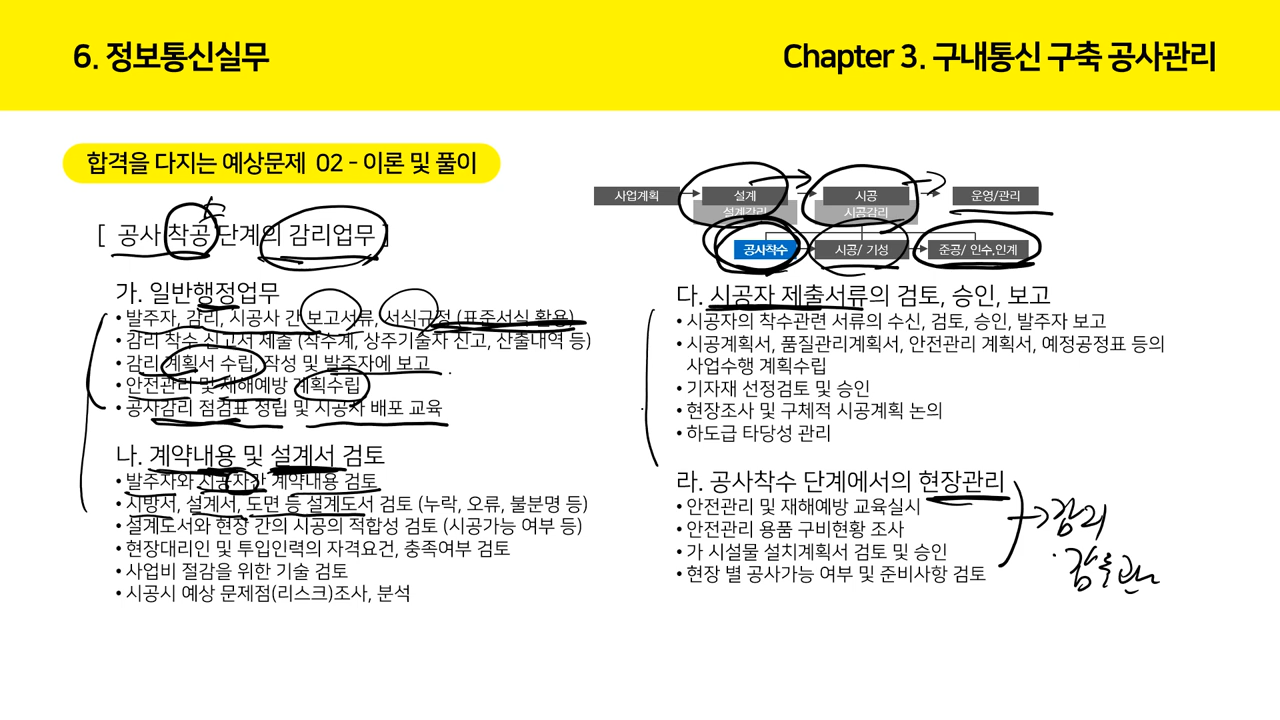 6. 정보통신실무
Chapter 3. 구내통신 구축 공사관리
합격을 다지는 예상문제 02 - 이론 및 풀이
사업계획
설계
시공
운영/관리
설계감리
시공감리
공사착수
시공/ 기성
준공/ 인수,인계
[ 공사 착공 단계의 감리업무 ]
가. 일반행정업무
• 발주자, 감리, 시공사 간 보고서류, 서식규정 (표준서식 활용)
• 감리 착수 신고서 제출 (착수계, 상주기술자 신고, 산출내역 등)
• 감리 계획서 수립, 작성 및 발주자에 보고
• 안전관리 및 재해예방 계획수립
• 공사감리 점검표 정립 및 시공자 배포 교육
나. 계약내용 및 설계서 검토
• 발주자와 시공자간 계약내용 검토
• 시방서, 설계서, 도면 등 설계도서 검토 (누락, 오류, 불분명 등)
• 설계도서와 현장 간의 시공의 적합성 검토 (시공가능 여부 등)
• 현장대리인 및 투입인력의 자격요건, 충족여부 검토
• 사업비 절감을 위한 기술 검토
• 시공시 예상 문제점(리스크)조사, 분석
다. 시공자 제출서류의 검토, 승인, 보고
• 시공자의 착수관련 서류의 수신, 검토, 승인, 발주자 보고
• 시공계획서, 품질관리계획서, 안전관리 계획서, 예정공정표 등의
사업수행 계획수립
• 기자재 선정검토 및 승인
• 현장조사 및 구체적 시공계획 논의
• 하도급 타당성 관리
라. 공사착수 단계에서의 현장관리
• 안전관리 및 재해예방 교육실시
• 안전관리 용품 구비현황 조사
• 가 시설물 설치계획서 검토 및 승인
• 현장 별 공사가능 여부 및 준비사항 검토
감리